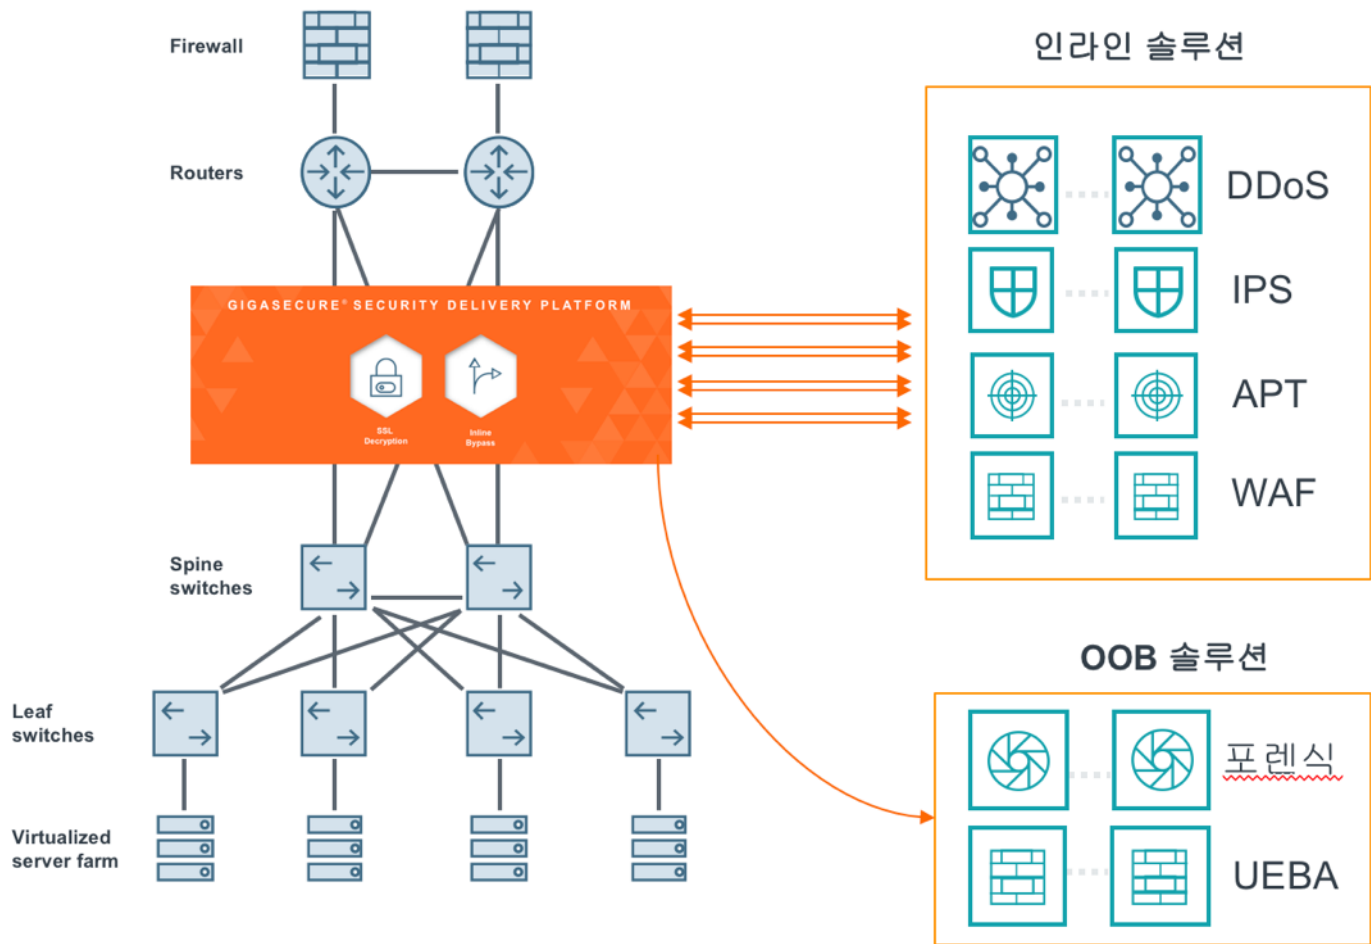 Firewall
Routers
GIGASECURE® SECURITY DELIVERY PLATFORM
SSL
Decryption
Inline
Bypass
Spine
switches
Leaf
switches
Virtualized
server farm
인라인 솔루션
DDoS
IPS
APT
WAF
OOB 솔루션
포렌식
UEBA